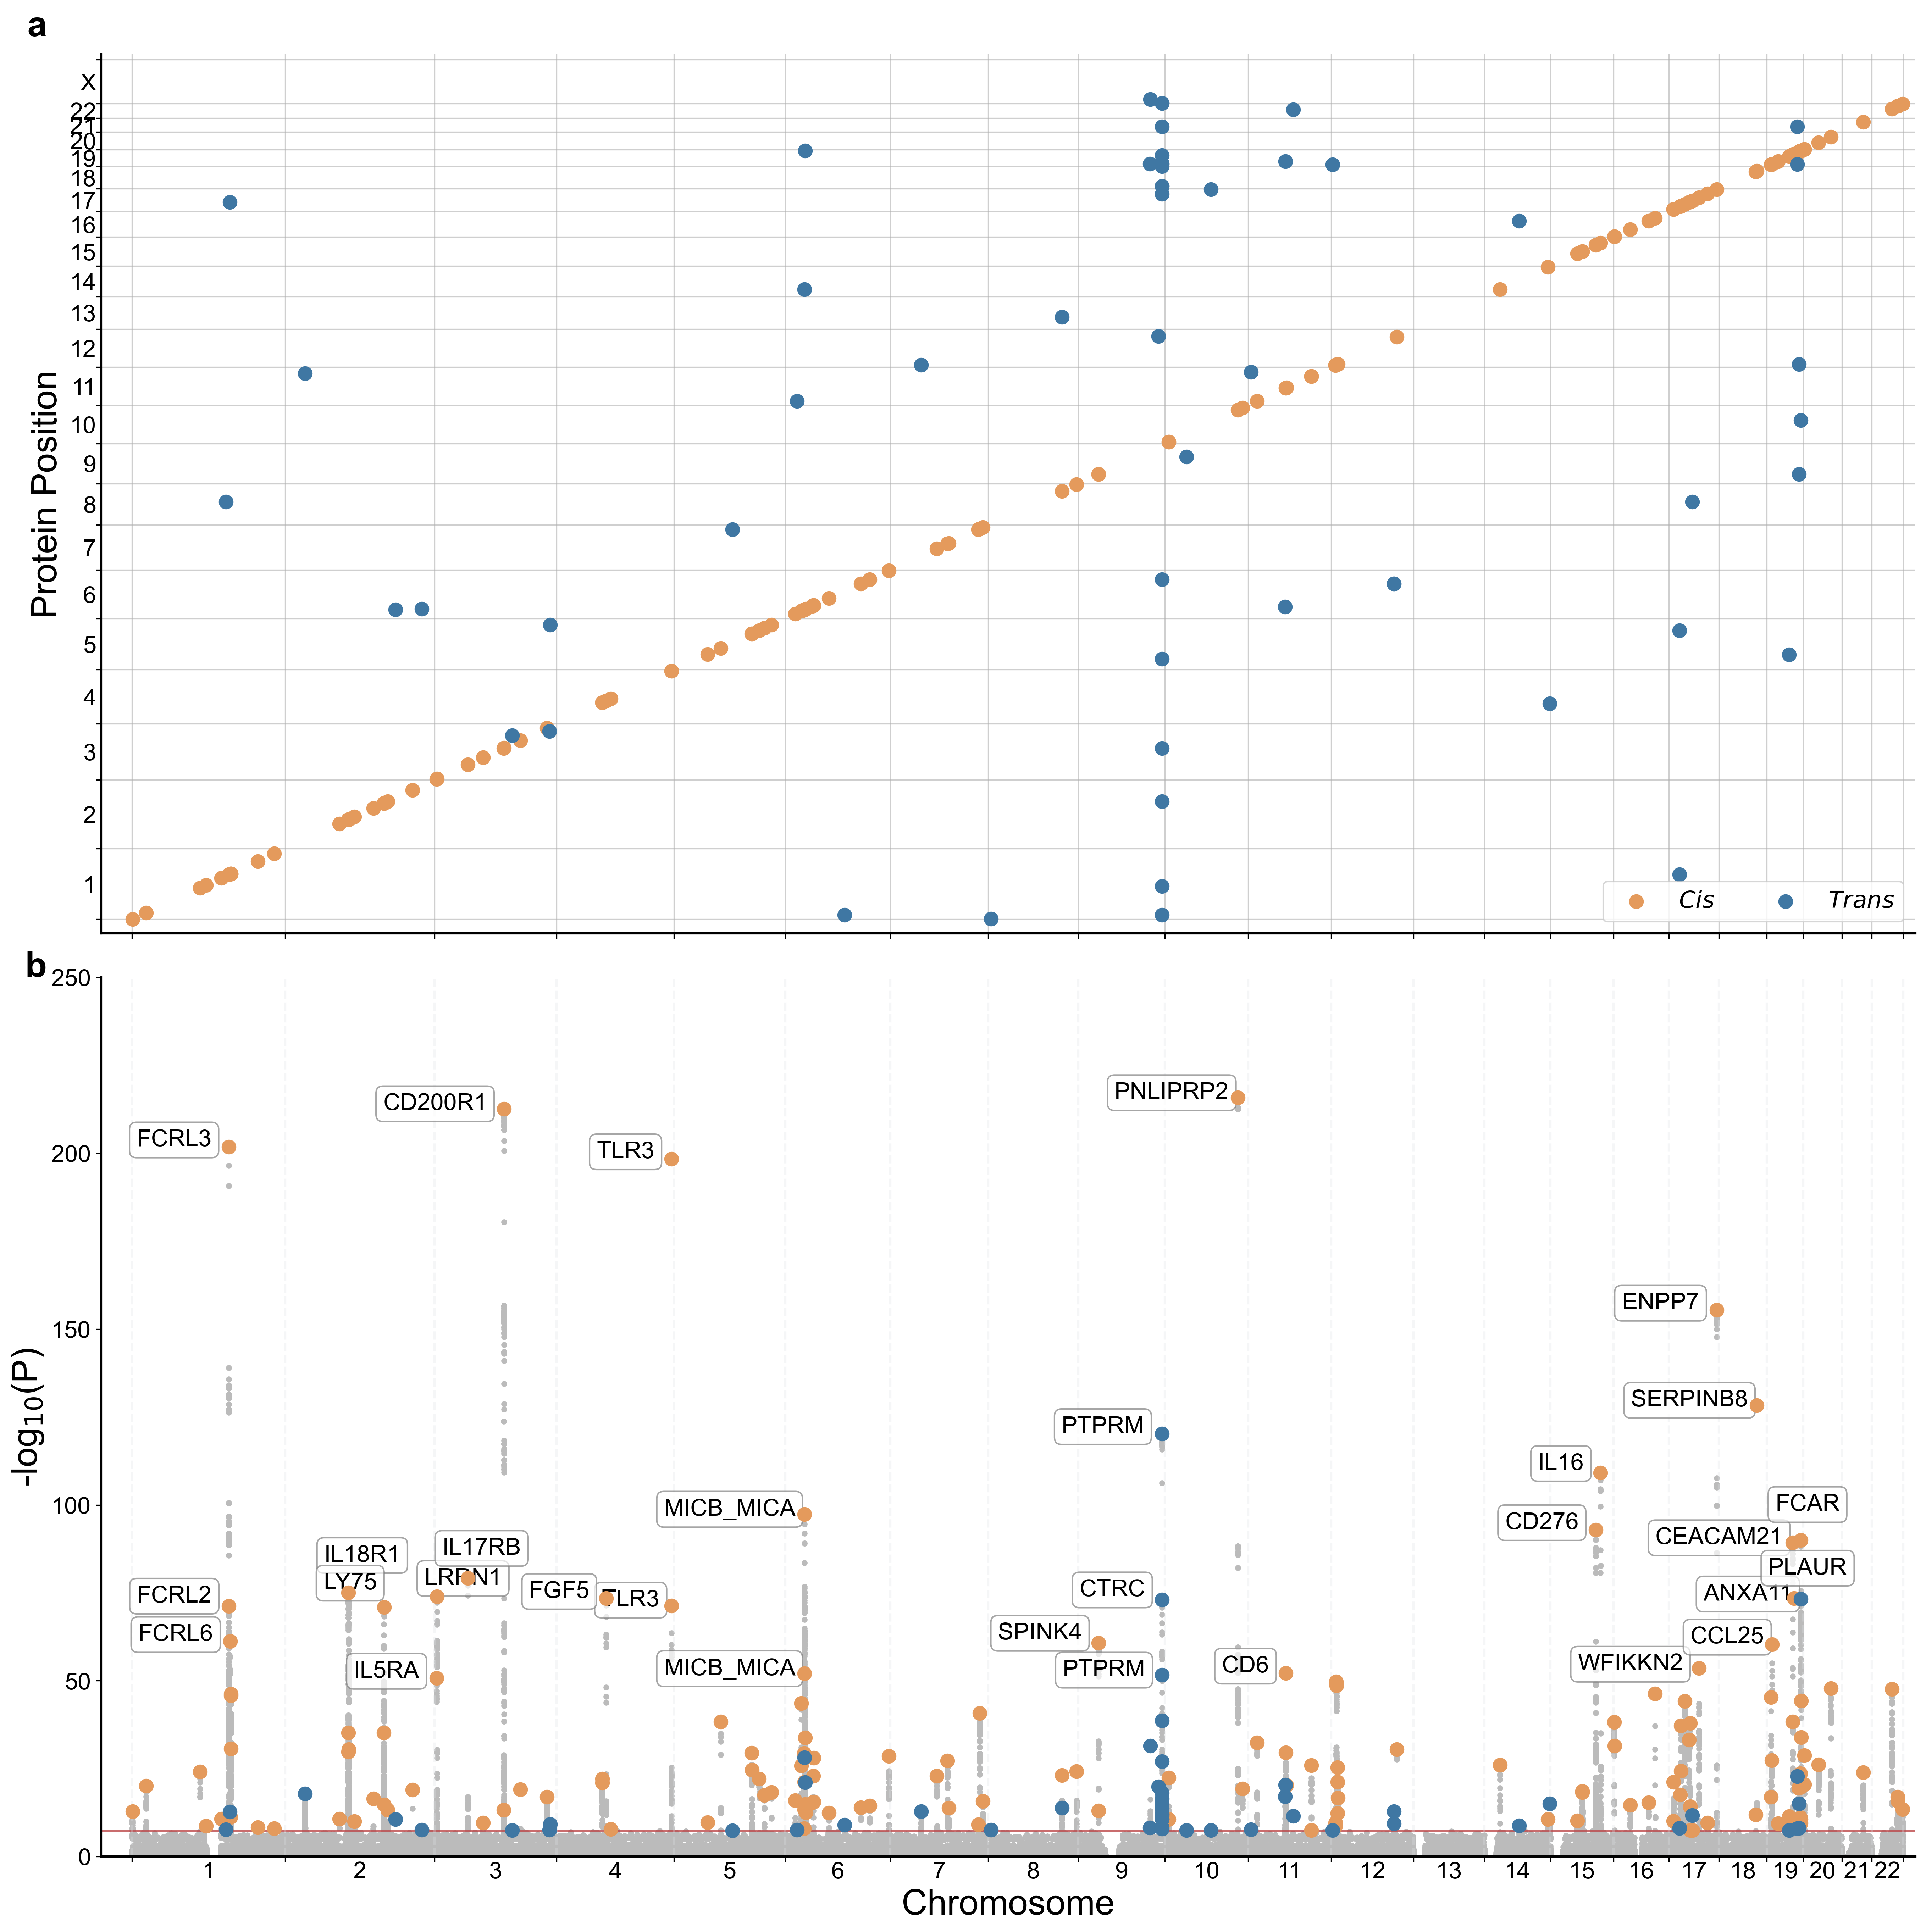 a
X
22
21
20
19
18
17
16
15
14
13
12
11
10
9
8
7
6
5
4
3
2
1
Protein Position
Cis
Trans
b
250
200
150
100
50
0
-log10(P)
PNLIPRP2
CD200R1
FCRL3
TLR3
ENPP7
SERPINB8
PTPRM
IL16
MICB_MICA
FCAR
CD276
CEACAM21
IL18R1
IL17RB
PLAUR
LY75
LRRN1
FCRL2
FGF5
TLR3
CTRC
ANXA11
FCRL6
SPINK4
CCL25
IL5RA
MICB_MICA
PTPRM
CD6
WFIKKN2
1 2 3 4 5 6 7 8 9 10 11 12 13 14 15 16 17 18 19 20 21 22
Chromosome